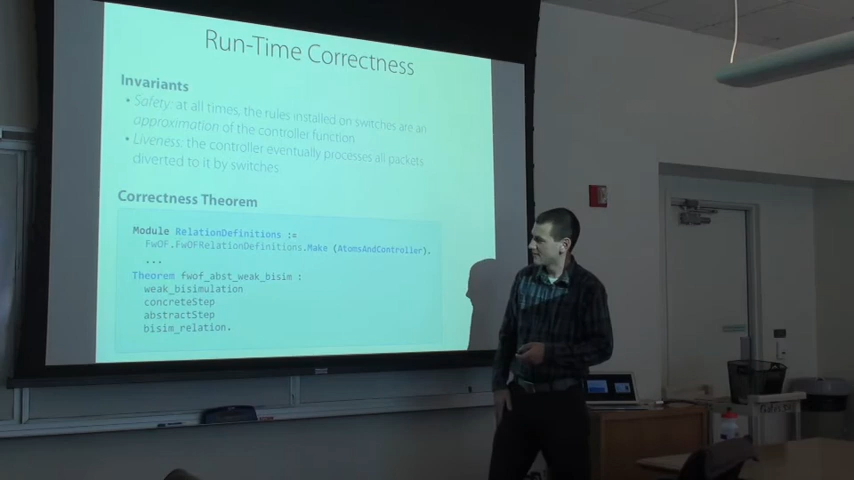 Run-Time Correctness
Invariants
• Safety: at all times, the rules installed on switches are an
approximation of the controller function
• Liveness: the controller eventually processes all packets
diverted to it by switches
Correctness Theorem
Module RelationDefinitions :=
FwOF.FwOFRelationDefinitions.Make (AtomsAndController).
...
Theorem fwof_abst_weak_bisim :
weak_bisimulation
concreteStep
abstractStep
bisim_relation.